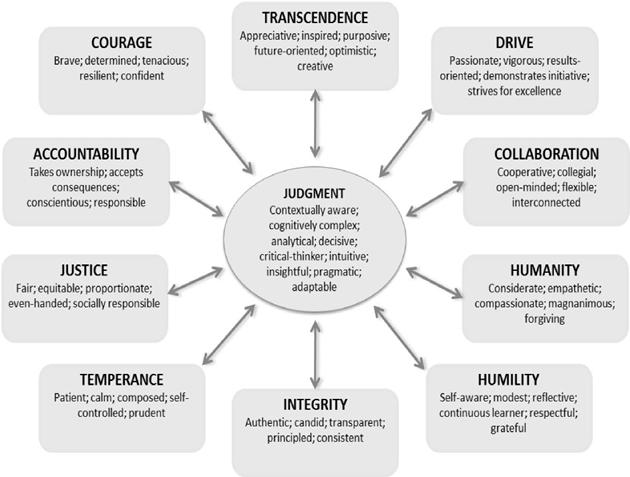 TRANSCENDENCE
Appreciative; inspired; purposive;
future-oriented; optimistic;
creative
COURAGE
Brave; determined; tenacious;
resilient; confident
DRIVE
Passionate; vigorous; results-
oriented; demonstrates initiative;
strives for excellence
ACCOUNTABILITY
Takes ownership; accepts
consequences;
conscientious; responsible
COLLABORATION
Cooperative; collegial;
open-minded; flexible;
interconnected
JUDGMENT
Contextually aware;
cognitively complex;
analytical; decisive;
critical-thinker; intuitive;
insightful; pragmatic;
adaptable
JUSTICE
Fair; equitable; proportionate;
even-handed; socially responsible
HUMANITY
Considerate; empathetic;
compassionate; magnanimous;
forgiving
TEMPERANCE
Patient; calm; composed; self-
controlled; prudent
INTEGRITY
Authentic; candid; transparent;
principled; consistent
HUMILITY
Self-aware; modest; reflective;
continuous learner; respectful;
grateful